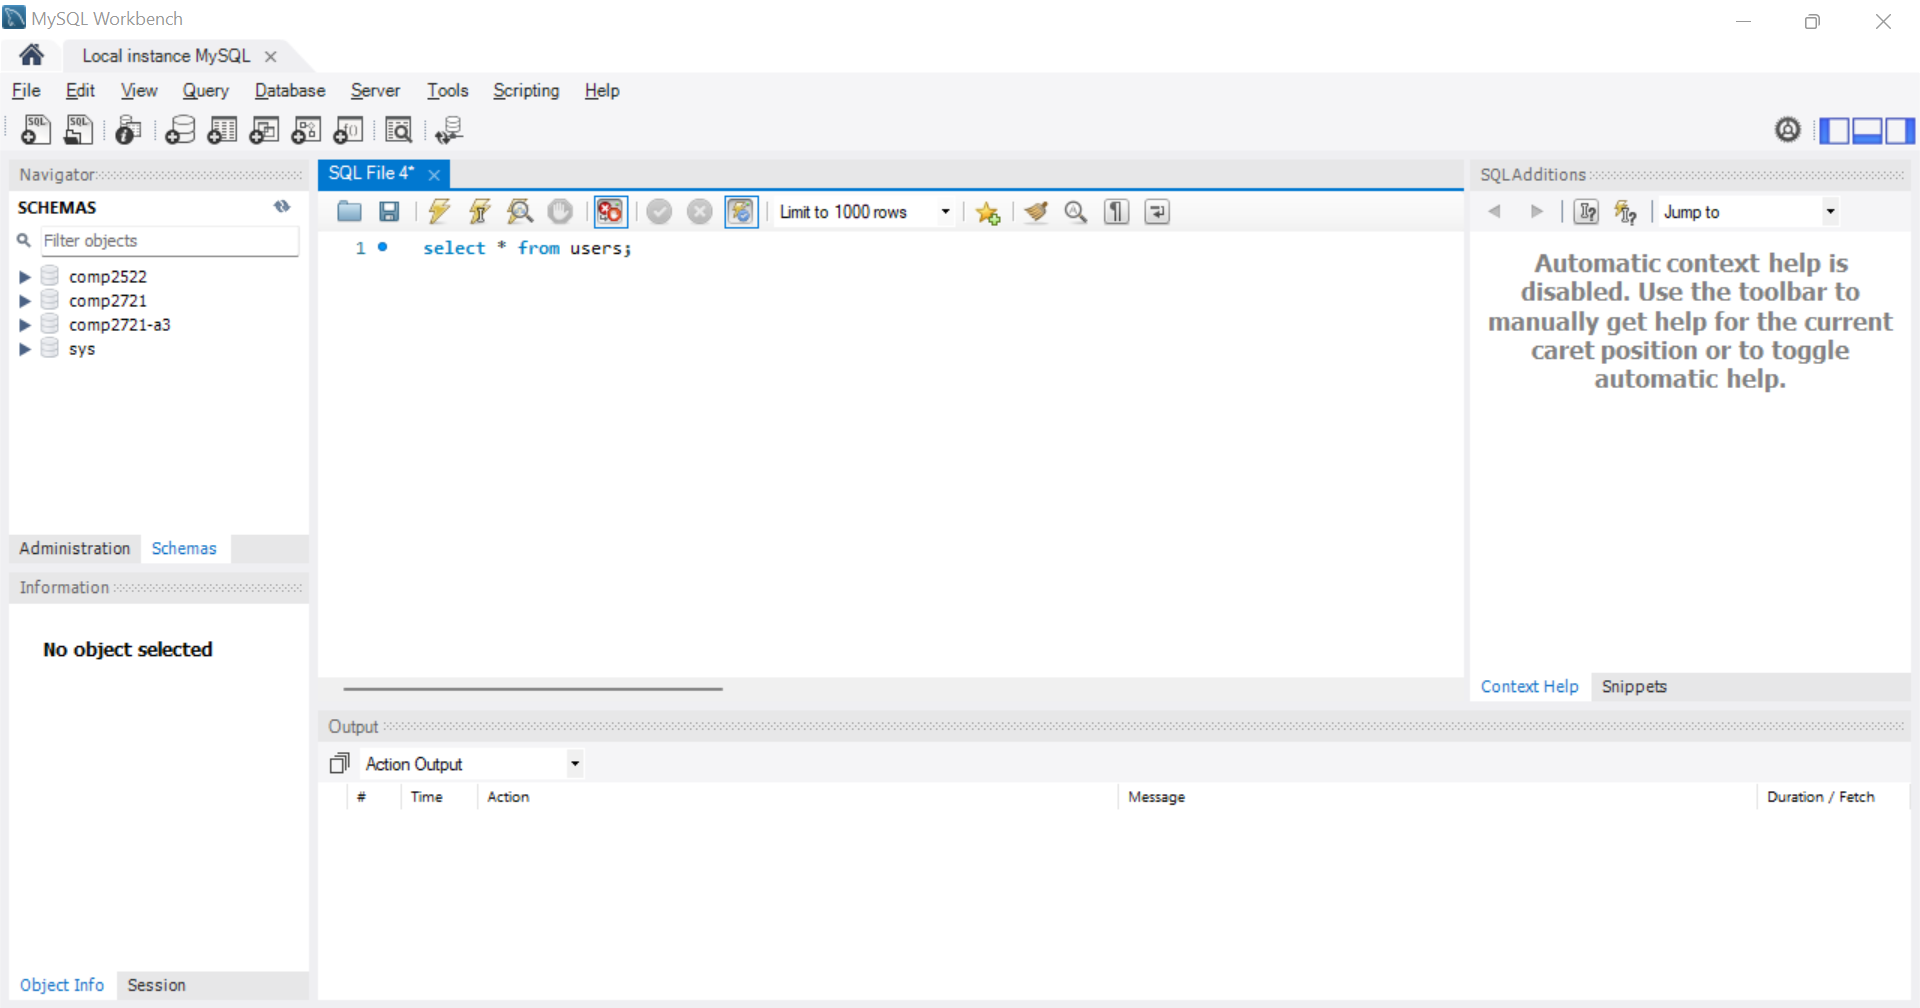 MySQL Workbench
Local instance MySQL
File Edit View Query Database Server Tools Scripting Help
Navigator
SCHEMAS
Filter objects
comp2522
comp2721
comp2721-a3
sys
Administration Schemas
Information
No object selected
Object Info Session
SQL File 4*
Limit to 1000 rows
1 select * from users;
SQLAdditions
Jump to
Automatic context help is
disabled. Use the toolbar to
manually get help for the current
caret position or to toggle
automatic help.
Context Help Snippets
Output
Action Output
# Time Action Message Duration / Fetch